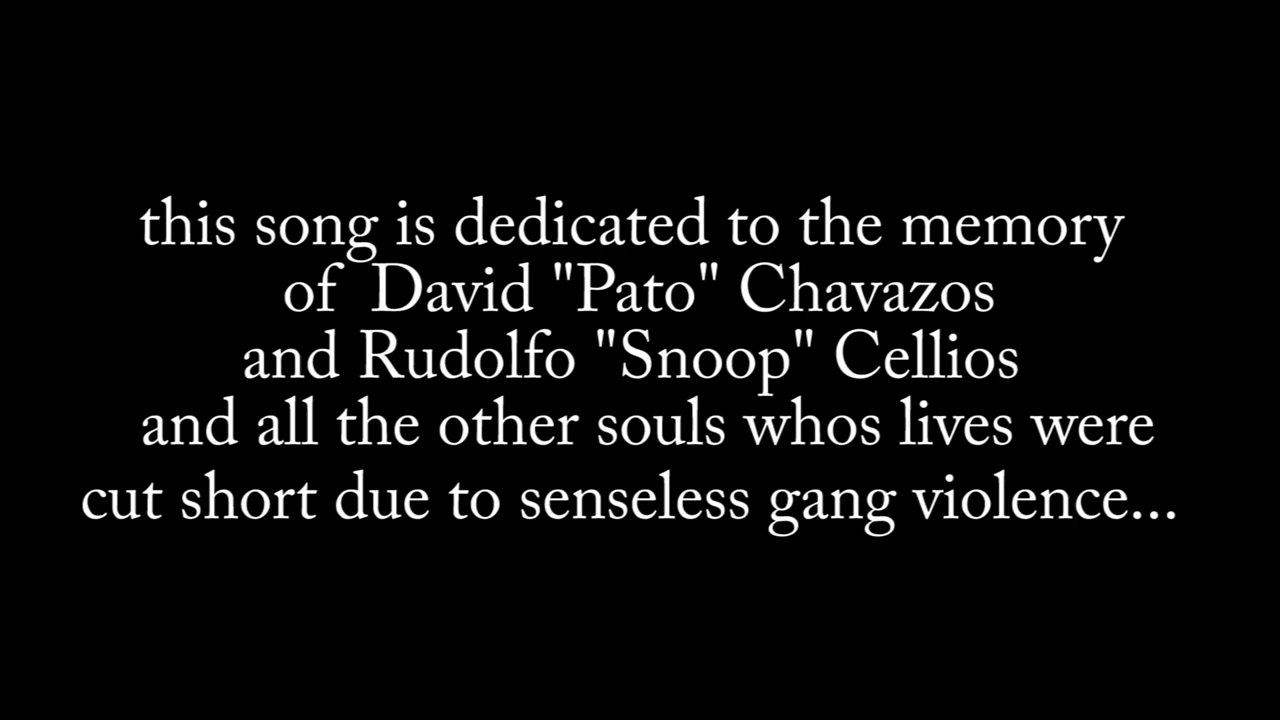 this song is dedicated to the memory
of David "Pato" Chavazos
and Rudolfo "Snoop" Cellios
and all the other souls whos lives were
cut short due to senseless gang violence...